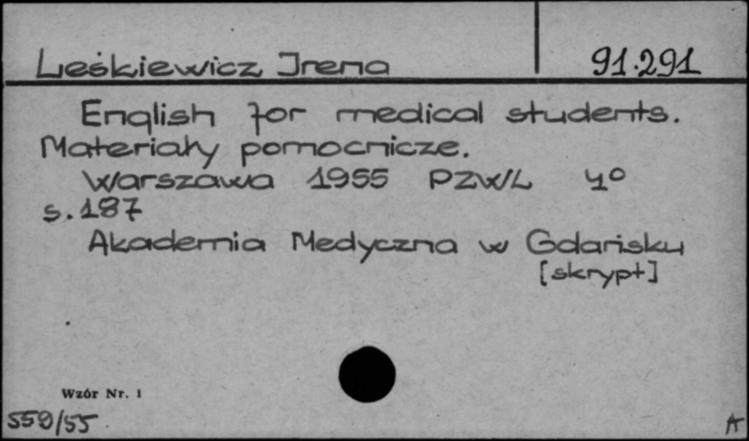 Leśkiewicz Irena 91.291
English for medical students.
Materiały pomocnicze.
Warszawa 1955 PZWL 4°
s.187
Akademia Medyczna w Gdańsku
[skrypt]
Wzór Nr. 1
559/55 A